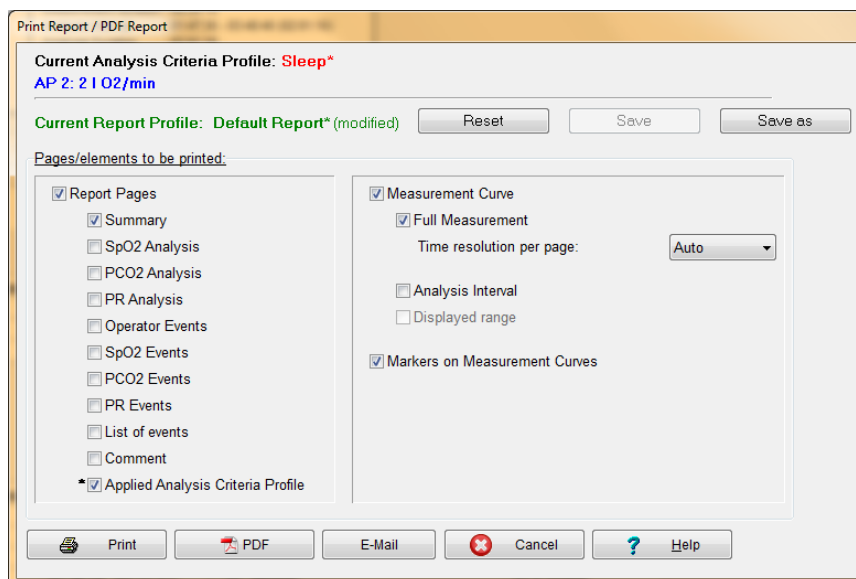 Print Report / PDF Report
Current Analysis Criteria Profile: Sleep*
AP 2: 2 l O2/min
Current Report Profile: Default Report* (modified)
Reset
Save
Save as
Pages/elements to be printed:
Report Pages
Summary
SpO2 Analysis
PCO2 Analysis
PR Analysis
Operator Events
SpO2 Events
PCO2 Events
PR Events
List of events
Comment
* Applied Analysis Criteria Profile
Measurement Curve
Full Measurement
Time resolution per page: Auto
Analysis Interval
Displayed range
Markers on Measurement Curves
Print
PDF
E-Mail
Cancel
Help